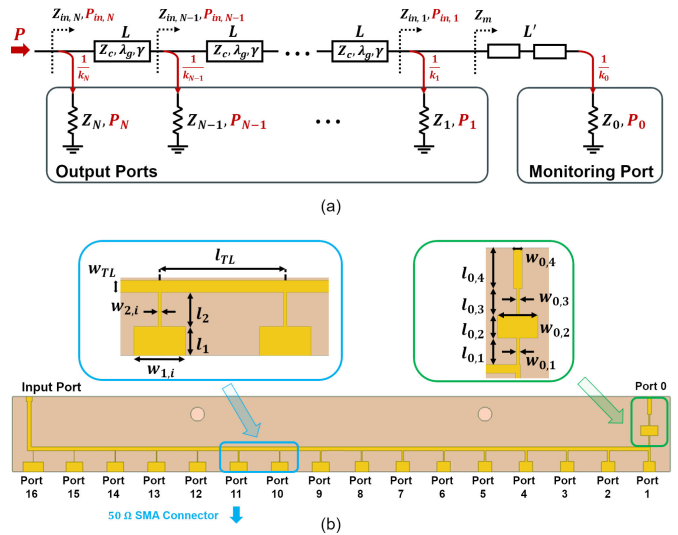 Z_{in,N}, P_{in,N} L Z_{in,N−1}, P_{in,N−1} L L Z_{in,1}, P_{in,1} Z_m L′
P Z_c, λ_g, γ Z_c, λ_g, γ ... Z_c, λ_g, γ
1/k_N 1/k_{N−1} 1/k_1 1/k_0
Z_N, P_N Z_{N−1}, P_{N−1} ... Z_1, P_1 Z_0, P_0
Output Ports Monitoring Port
(a)
l_{TL}
w_{TL}
w_{2,i} l_2
l_1
w_{1,i}
w_{0,4}
l_{0,4}
l_{0,3} w_{0,3}
l_{0,2} w_{0,2}
l_{0,1} w_{0,1}
Input Port Port 0
Port Port Port Port Port Port Port Port Port Port Port Port Port Port Port Port
16 15 14 13 12 11 10 9 8 7 6 5 4 3 2 1
50 Ω SMA Connector
(b)